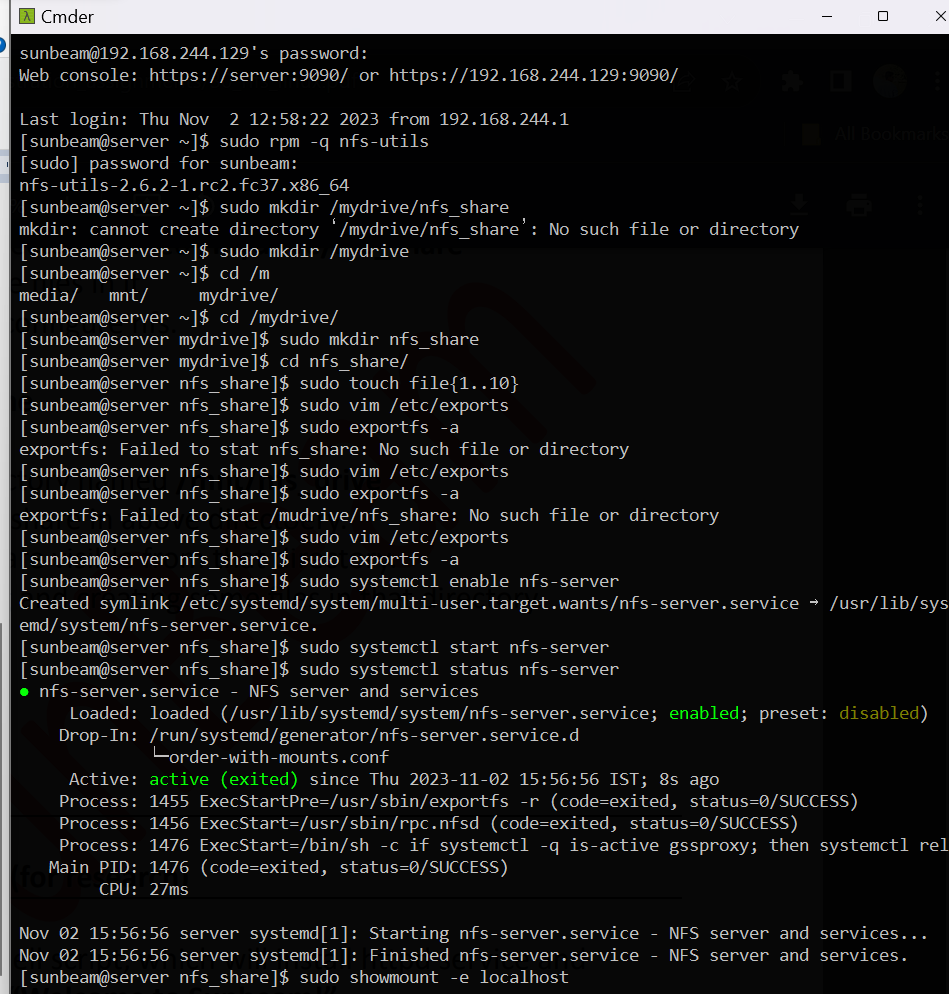 Cmder
sunbeam@192.168.244.129's password:
Web console: https://server:9090/ or https://192.168.244.129:9090/
Last login: Thu Nov  2 12:58:22 2023 from 192.168.244.1
[sunbeam@server ~]$ sudo rpm -q nfs-utils
All Bookmarks
[sudo] password for sunbeam:
nfs-utils-2.6.2-1.rc2.fc37.x86_64
[sunbeam@server ~]$ sudo mkdir /mydrive/nfs_share
mkdir: cannot create directory ‘/mydrive/nfs_share’: No such file or directory
[sunbeam@server ~]$ sudo mkdir /mydrive
[sunbeam@server ~]$ cd /m
media/   mnt/     mydrive/
[sunbeam@server ~]$ cd /mydrive/
[sunbeam@server mydrive]$ sudo mkdir nfs_share
[sunbeam@server mydrive]$ cd nfs_share/
[sunbeam@server nfs_share]$ sudo touch file{1..10}
[sunbeam@server nfs_share]$ sudo vim /etc/exports
[sunbeam@server nfs_share]$ sudo exportfs -a
exportfs: Failed to stat nfs_share: No such file or directory
[sunbeam@server nfs_share]$ sudo vim /etc/exports
[sunbeam@server nfs_share]$ sudo exportfs -a
exportfs: Failed to stat /mudrive/nfs_share: No such file or directory
[sunbeam@server nfs_share]$ sudo vim /etc/exports
[sunbeam@server nfs_share]$ sudo exportfs -a
[sunbeam@server nfs_share]$ sudo systemctl enable nfs-server
Created symlink /etc/systemd/system/multi-user.target.wants/nfs-server.service → /usr/lib/sys
emd/system/nfs-server.service.
[sunbeam@server nfs_share]$ sudo systemctl start nfs-server
[sunbeam@server nfs_share]$ sudo systemctl status nfs-server
● nfs-server.service - NFS server and services
     Loaded: loaded (/usr/lib/systemd/system/nfs-server.service; enabled; preset: disabled)
    Drop-In: /run/systemd/generator/nfs-server.service.d
             └─order-with-mounts.conf
     Active: active (exited) since Thu 2023-11-02 15:56:56 IST; 8s ago
    Process: 1455 ExecStartPre=/usr/sbin/exportfs -r (code=exited, status=0/SUCCESS)
    Process: 1456 ExecStart=/usr/sbin/rpc.nfsd (code=exited, status=0/SUCCESS)
    Process: 1476 ExecStart=/bin/sh -c if systemctl -q is-active gssproxy; then systemctl rel
   Main PID: 1476 (code=exited, status=0/SUCCESS)
        CPU: 27ms
Nov 02 15:56:56 server systemd[1]: Starting nfs-server.service - NFS server and services...
Nov 02 15:56:56 server systemd[1]: Finished nfs-server.service - NFS server and services.
[sunbeam@server nfs_share]$ sudo showmount -e localhost